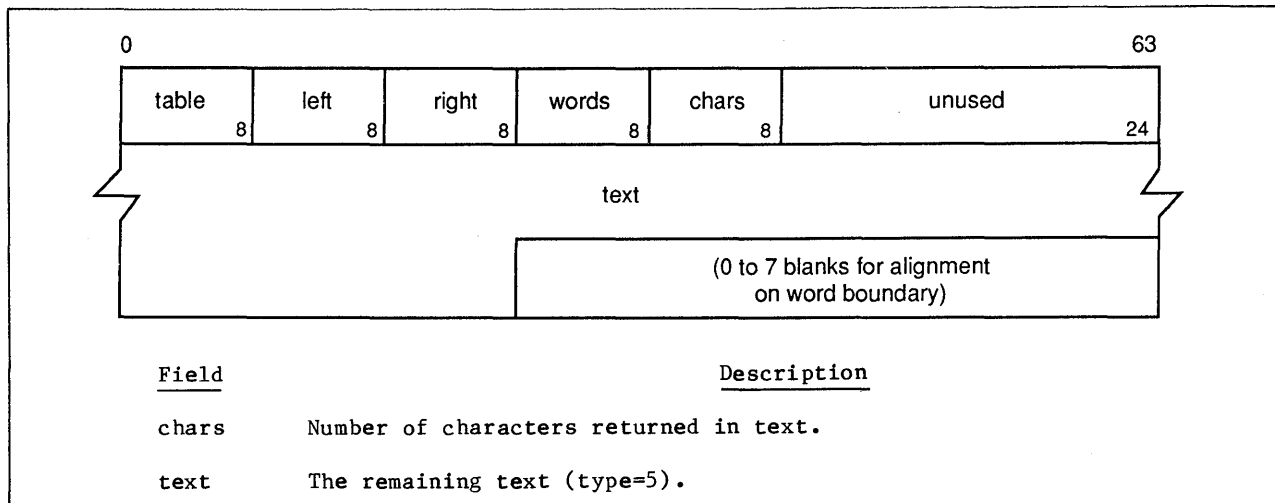 0 63
table left right words chars unused
8 8 8 8 8 24
text
(0 to 7 blanks for alignment
on word boundary)
Field Description
chars Number of characters returned in text.
text The remaining text (type=5).